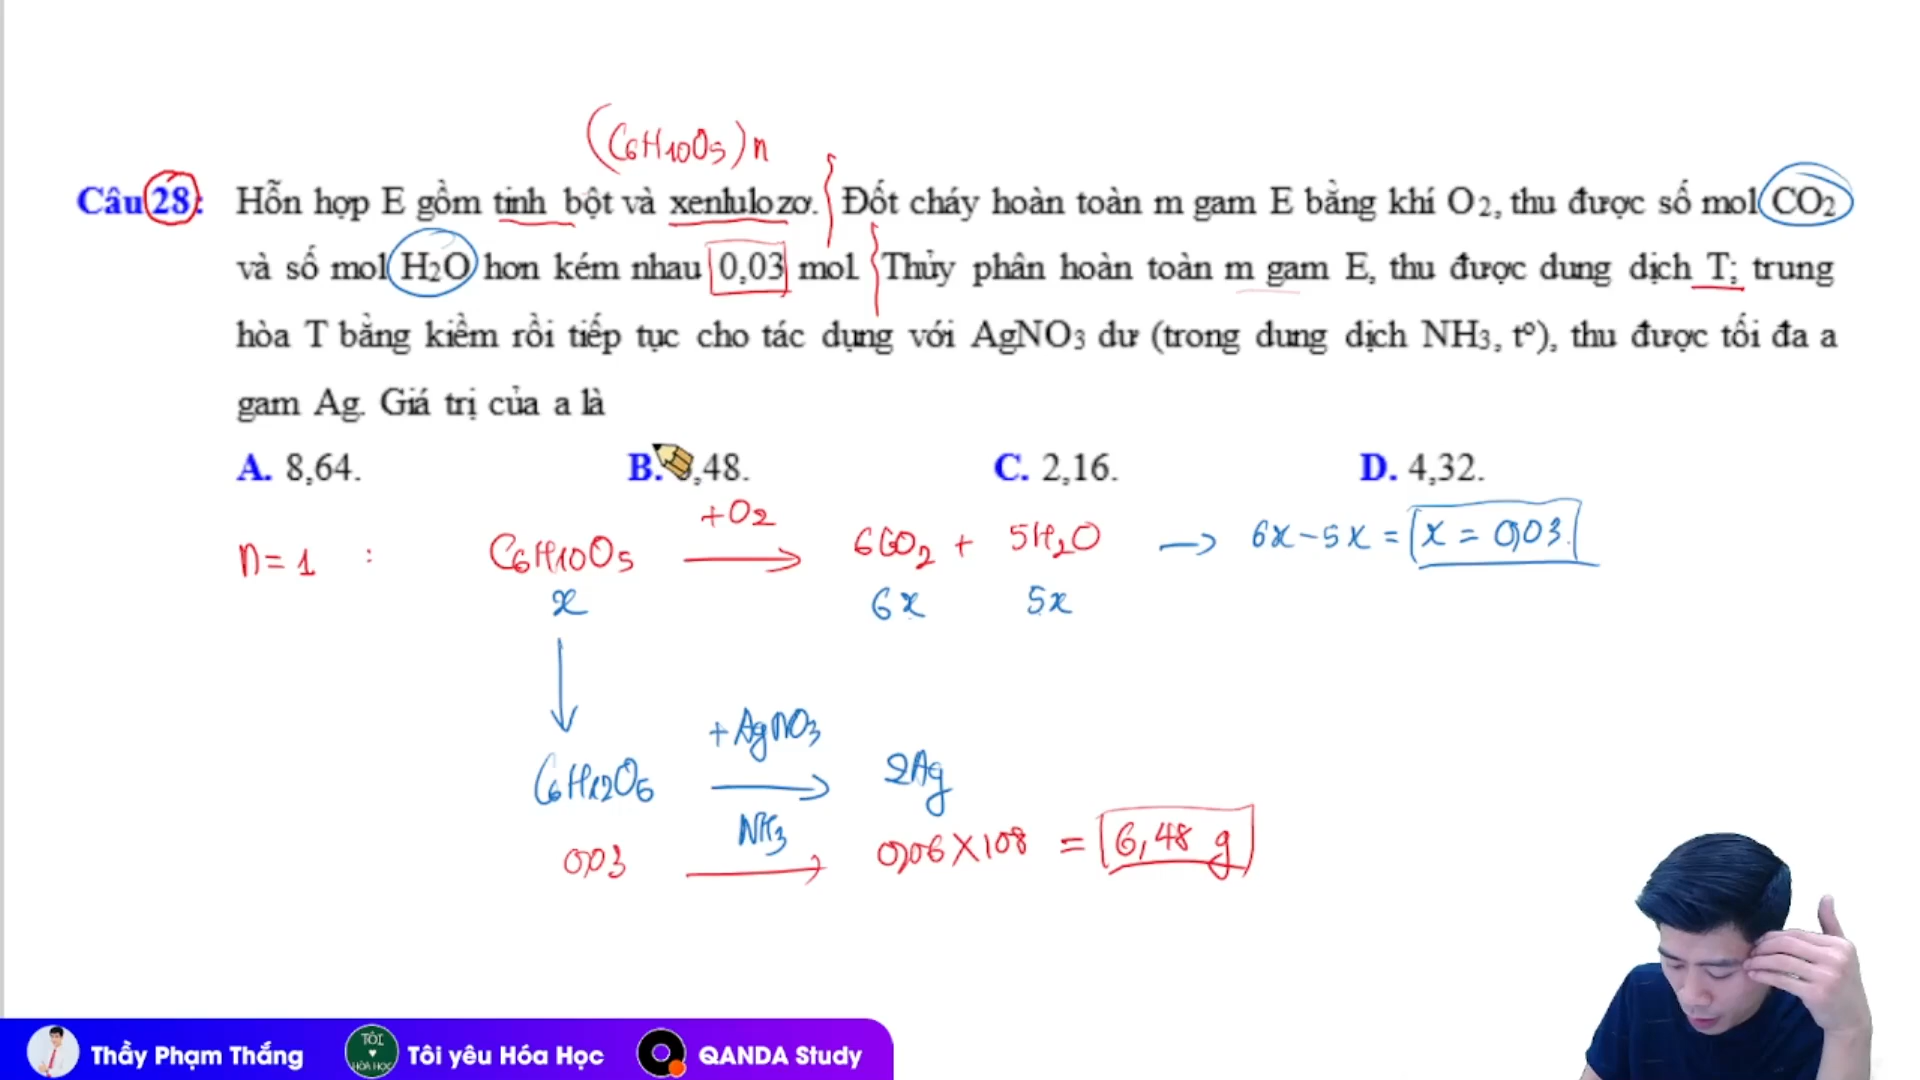 (C6H10O5)n
Câu 28: Hỗn hợp E gồm tinh bột và xenlulozơ. Đốt cháy hoàn toàn m gam E bằng khí O2, thu được số mol CO2
và số mol H2O hơn kém nhau 0,03 mol. Thủy phân hoàn toàn m gam E, thu được dung dịch T; trung
hòa T bằng kiềm rồi tiếp tục cho tác dụng với AgNO3 dư (trong dung dịch NH3, t°), thu được tối đa a
gam Ag. Giá trị của a là
A. 8,64. B. ,48. C. 2,16. D. 4,32.
n = 1 : C6H10O5 +O2 → 6CO2 + 5H2O → 6x - 5x = x = 0,03.
x 6x 5x
↓
C6H12O6 +AgNO3 → NH3 2Ag
0,03 → 0,06 x 108 = 6,48 g
Thầy Phạm Thắng TÔI ♥ HÓA HỌC Tôi yêu Hóa Học QANDA Study